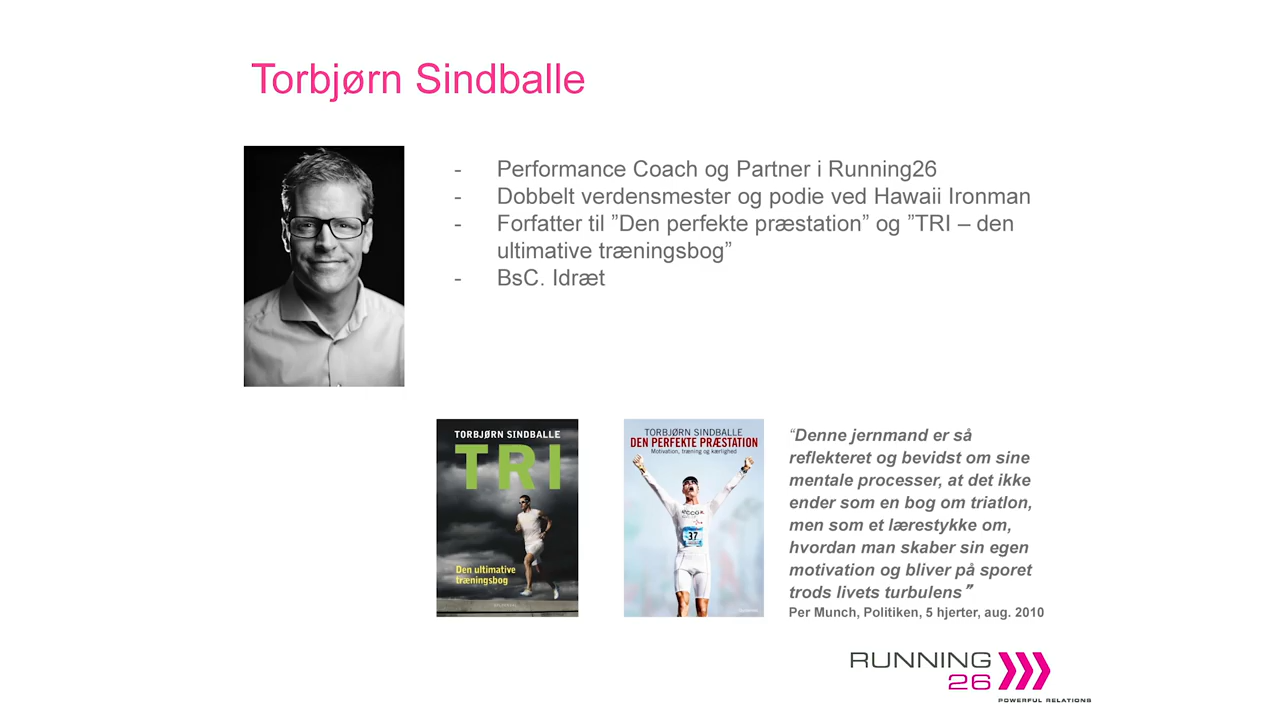 Torbjørn Sindballe
- Performance Coach og Partner i Running26
- Dobbelt verdensmester og podie ved Hawaii Ironman
- Forfatter til ”Den perfekte præstation” og ”TRI – den
ultimative træningsbog”
- BsC. Idræt
TORBJØRN SINDBALLE
TRI
Den ultimative
træningsbog
GYLDENDAL
TORBJØRN SINDBALLE
DEN PERFEKTE PRÆSTATION
Motivation, træning og kærlighed
37
“Denne jernmand er så
reflekteret og bevidst om sine
mentale processer, at det ikke
ender som en bog om triatlon,
men som et lærestykke om,
hvordan man skaber sin egen
motivation og bliver på sporet
trods livets turbulens”
Per Munch, Politiken, 5 hjerter, aug. 2010
RUNNING
26
POWERFUL RELATIONS